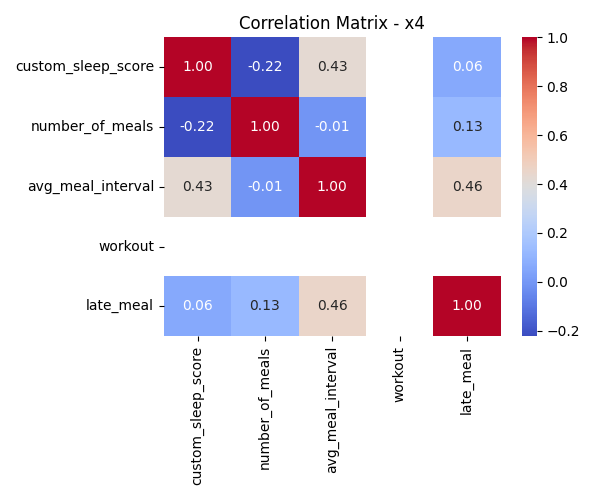 Correlation Matrix - x4
custom_sleep_score 1.00 -0.22 0.43 0.06
number_of_meals -0.22 1.00 -0.01 0.13
avg_meal_interval 0.43 -0.01 1.00 0.46
workout
late_meal 0.06 0.13 0.46 1.00
custom_sleep_score
number_of_meals
avg_meal_interval
workout
late_meal
1.0
0.8
0.6
0.4
0.2
0.0
−0.2